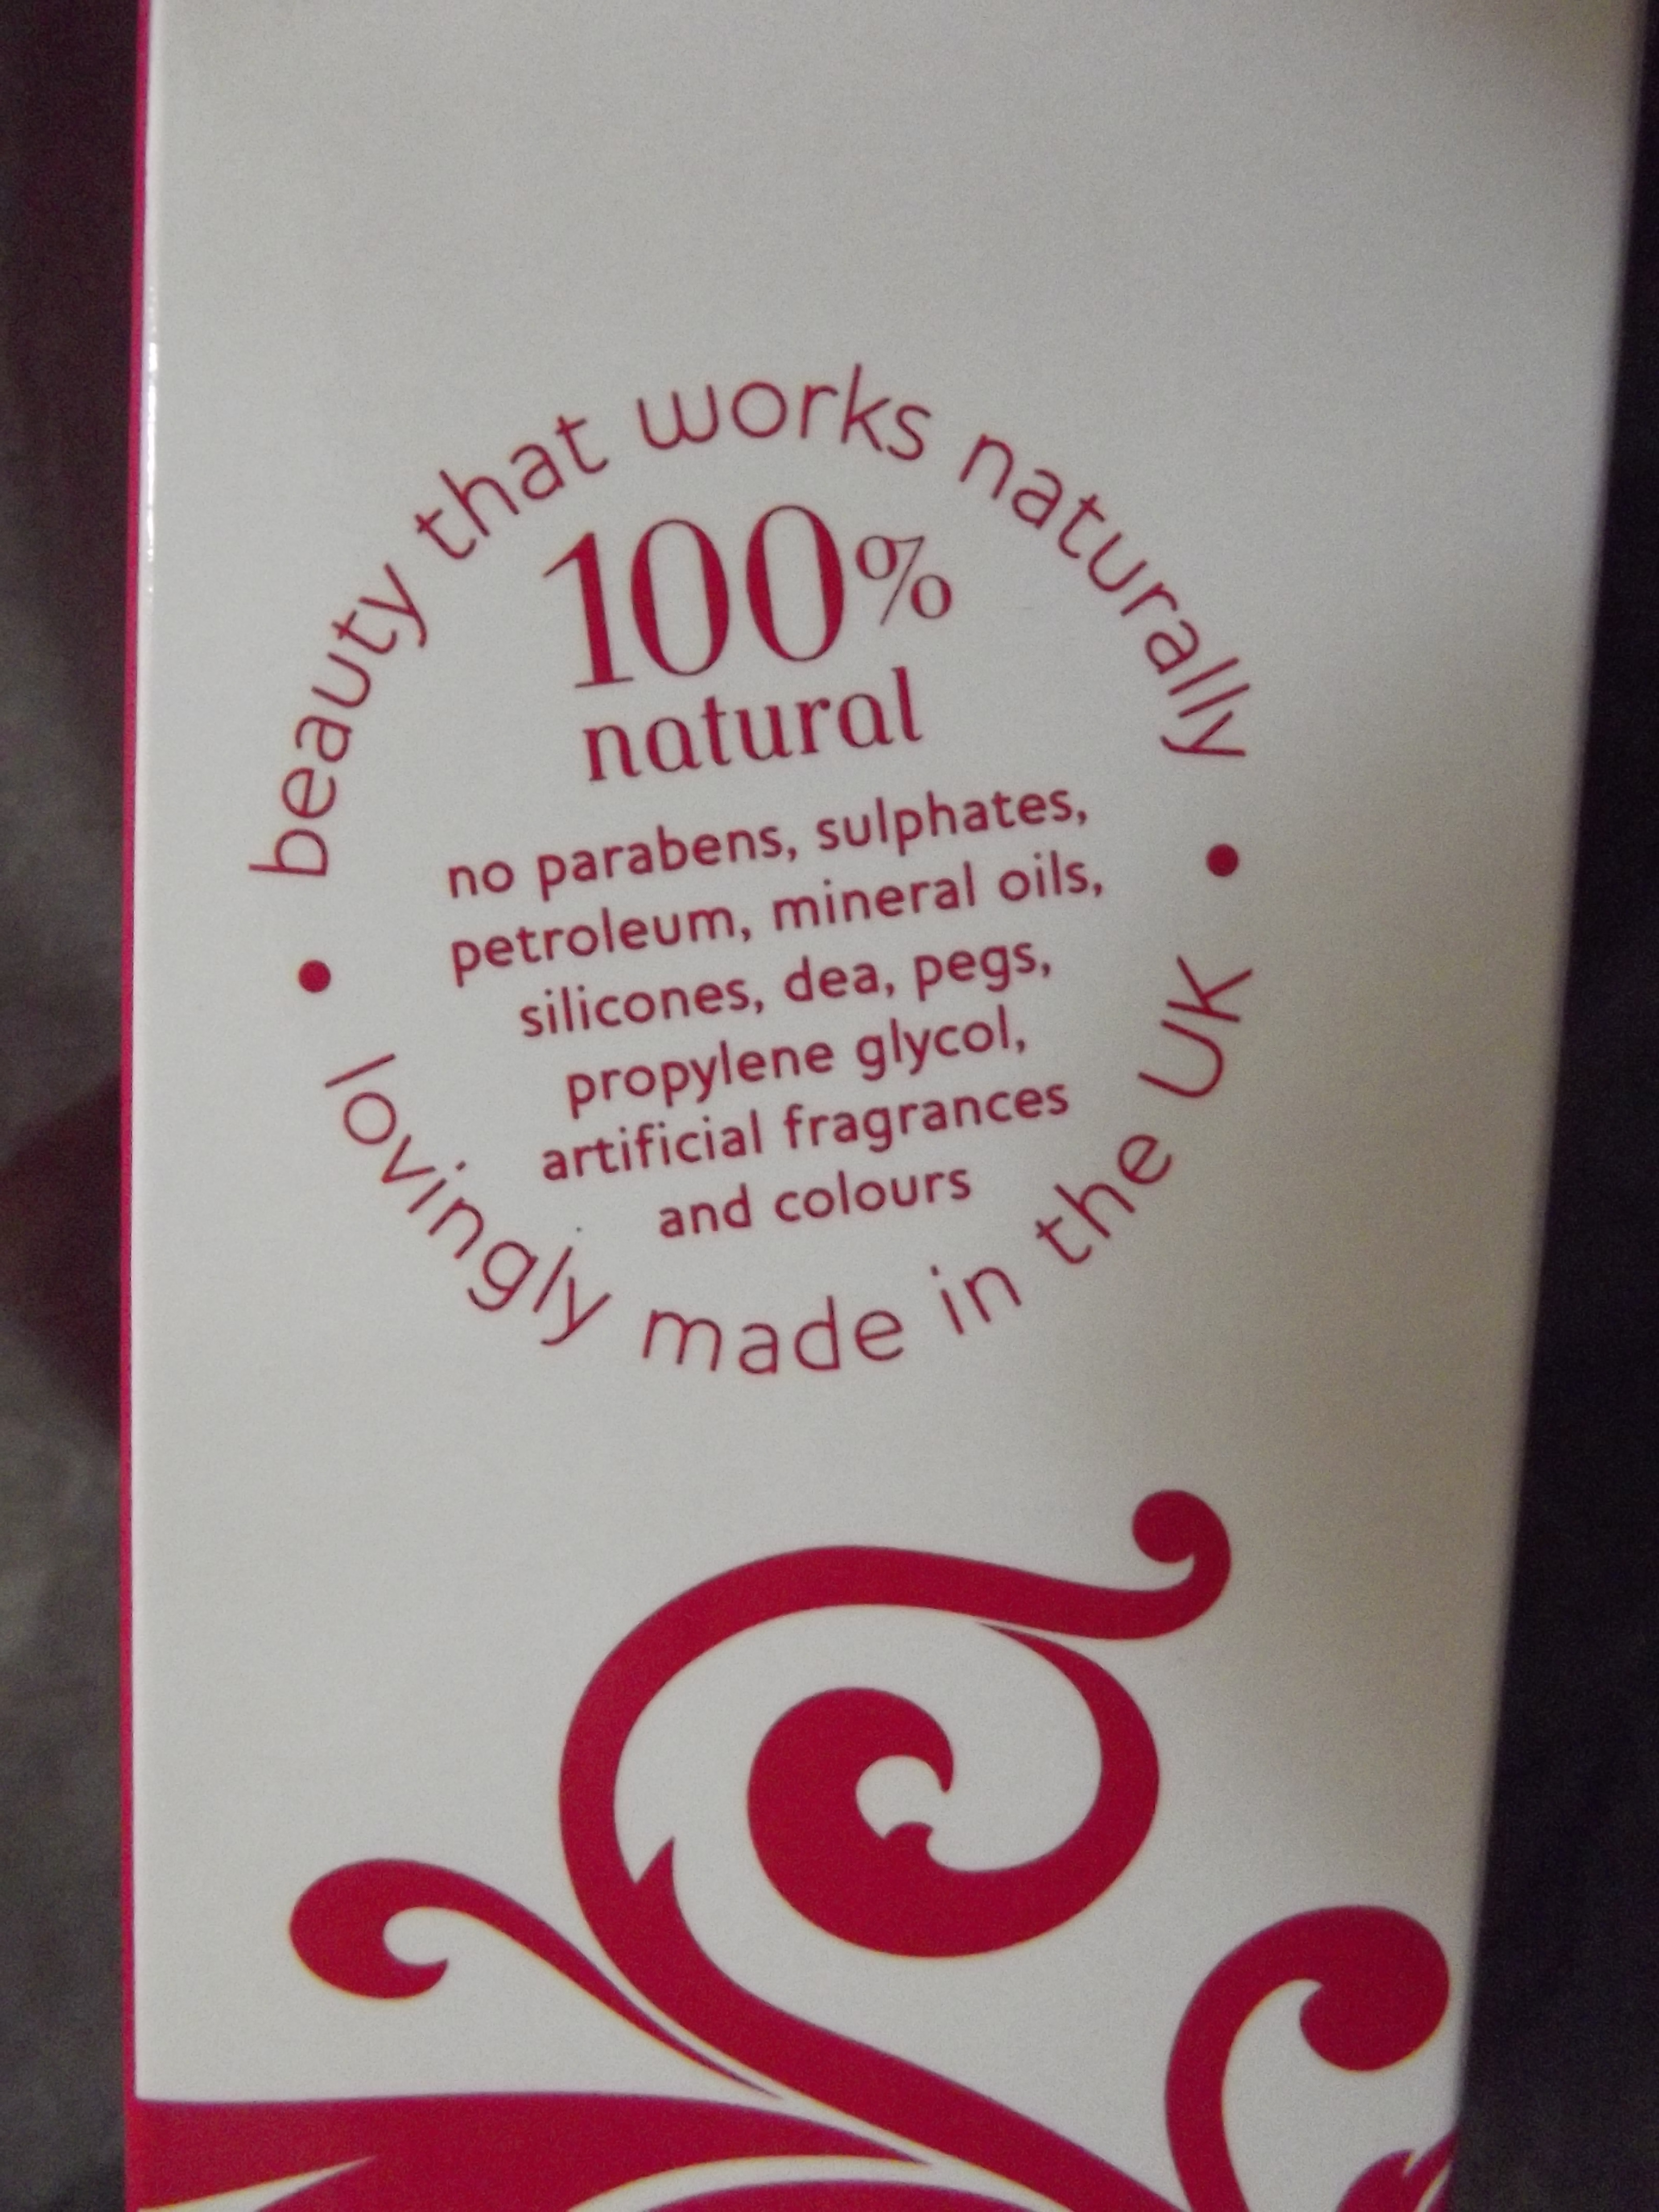 beauty that works naturally
100%
natural
no parabens, sulphates,
petroleum, mineral oils,
silicones, dea, pegs,
propylene glycol,
artificial fragrances
and colours
• lovingly made in the UK •